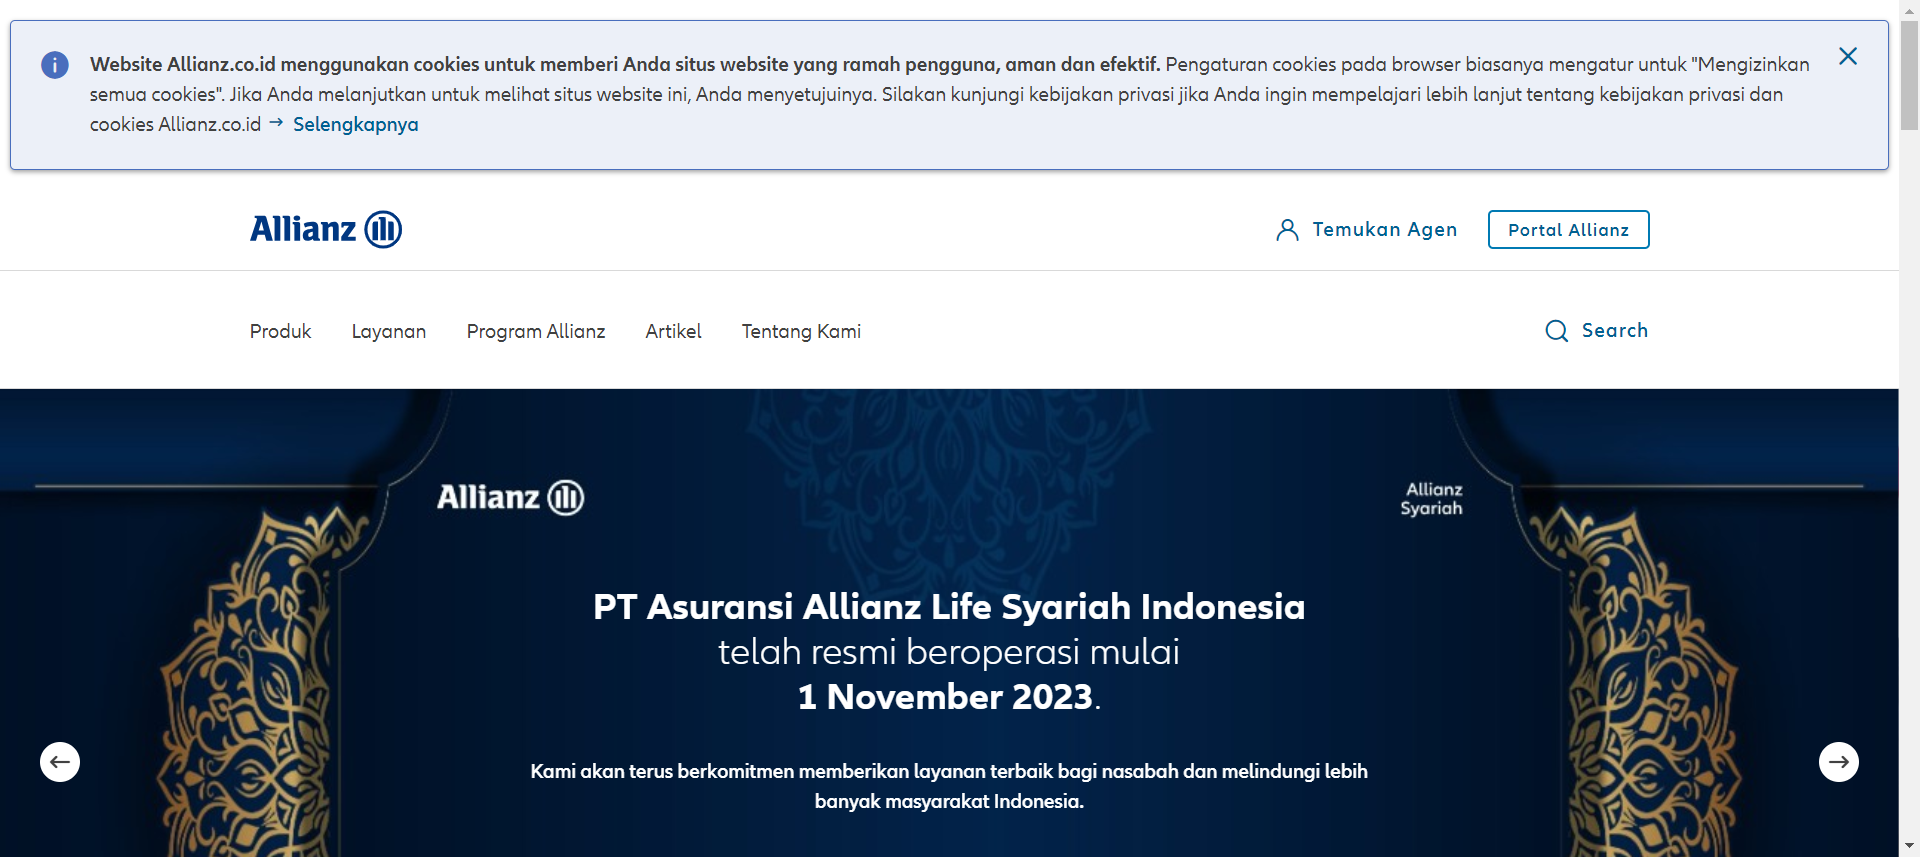 Website Allianz.co.id menggunakan cookies untuk memberi Anda situs website yang ramah pengguna, aman dan efektif. Pengaturan cookies pada browser biasanya mengatur untuk "Mengizinkan
semua cookies". Jika Anda melanjutkan untuk melihat situs website ini, Anda menyetujuinya. Silakan kunjungi kebijakan privasi jika Anda ingin mempelajari lebih lanjut tentang kebijakan privasi dan
cookies Allianz.co.id → Selengkapnya
Allianz
Temukan Agen
Portal Allianz
Produk
Layanan
Program Allianz
Artikel
Tentang Kami
Search
Allianz
Allianz
Syariah
PT Asuransi Allianz Life Syariah Indonesia
telah resmi beroperasi mulai
1 November 2023.
Kami akan terus berkomitmen memberikan layanan terbaik bagi nasabah dan melindungi lebih
banyak masyarakat Indonesia.